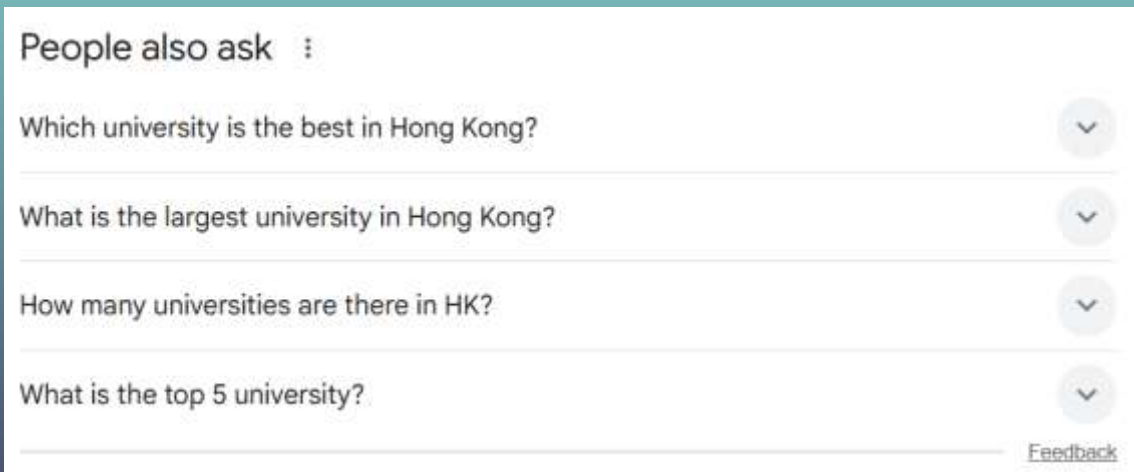 People also ask
Which university is the best in Hong Kong?
What is the largest university in Hong Kong?
How many universities are there in HK?
What is the top 5 university?
Feedback